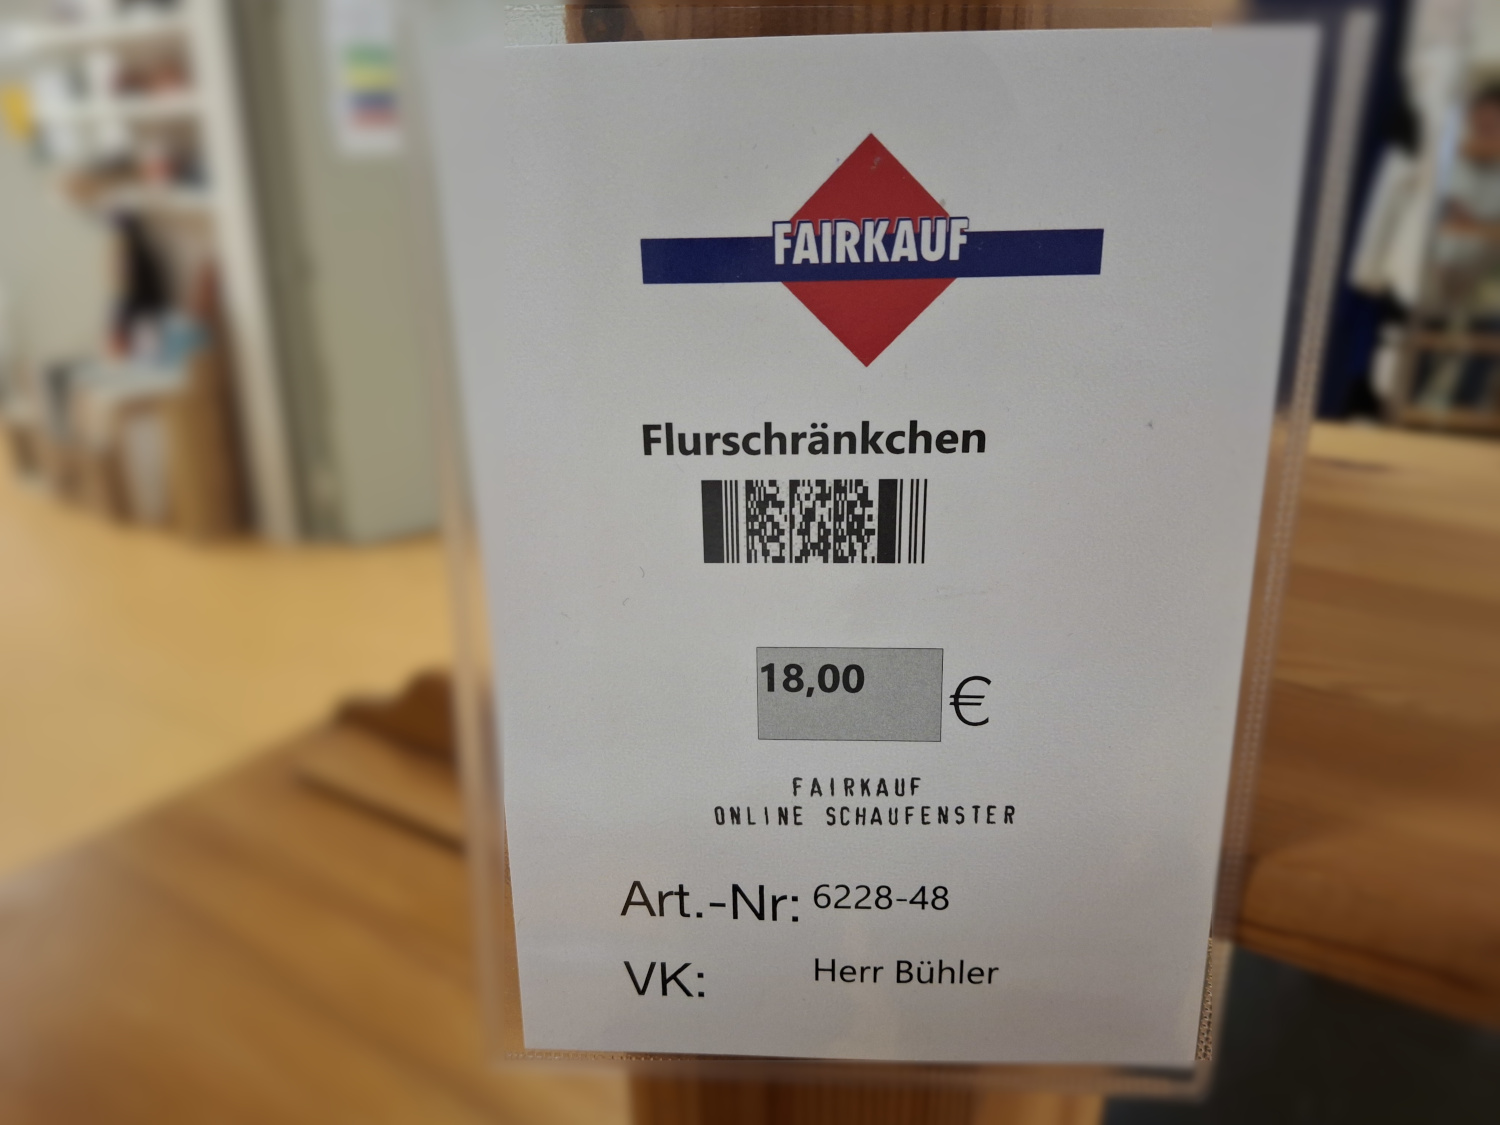 FAIRKAUF
Flurschränkchen
18,00 €
FAIRKAUF
ONLINE SCHAUFENSTER
Art.-Nr: 6228-48
VK: Herr Bühler